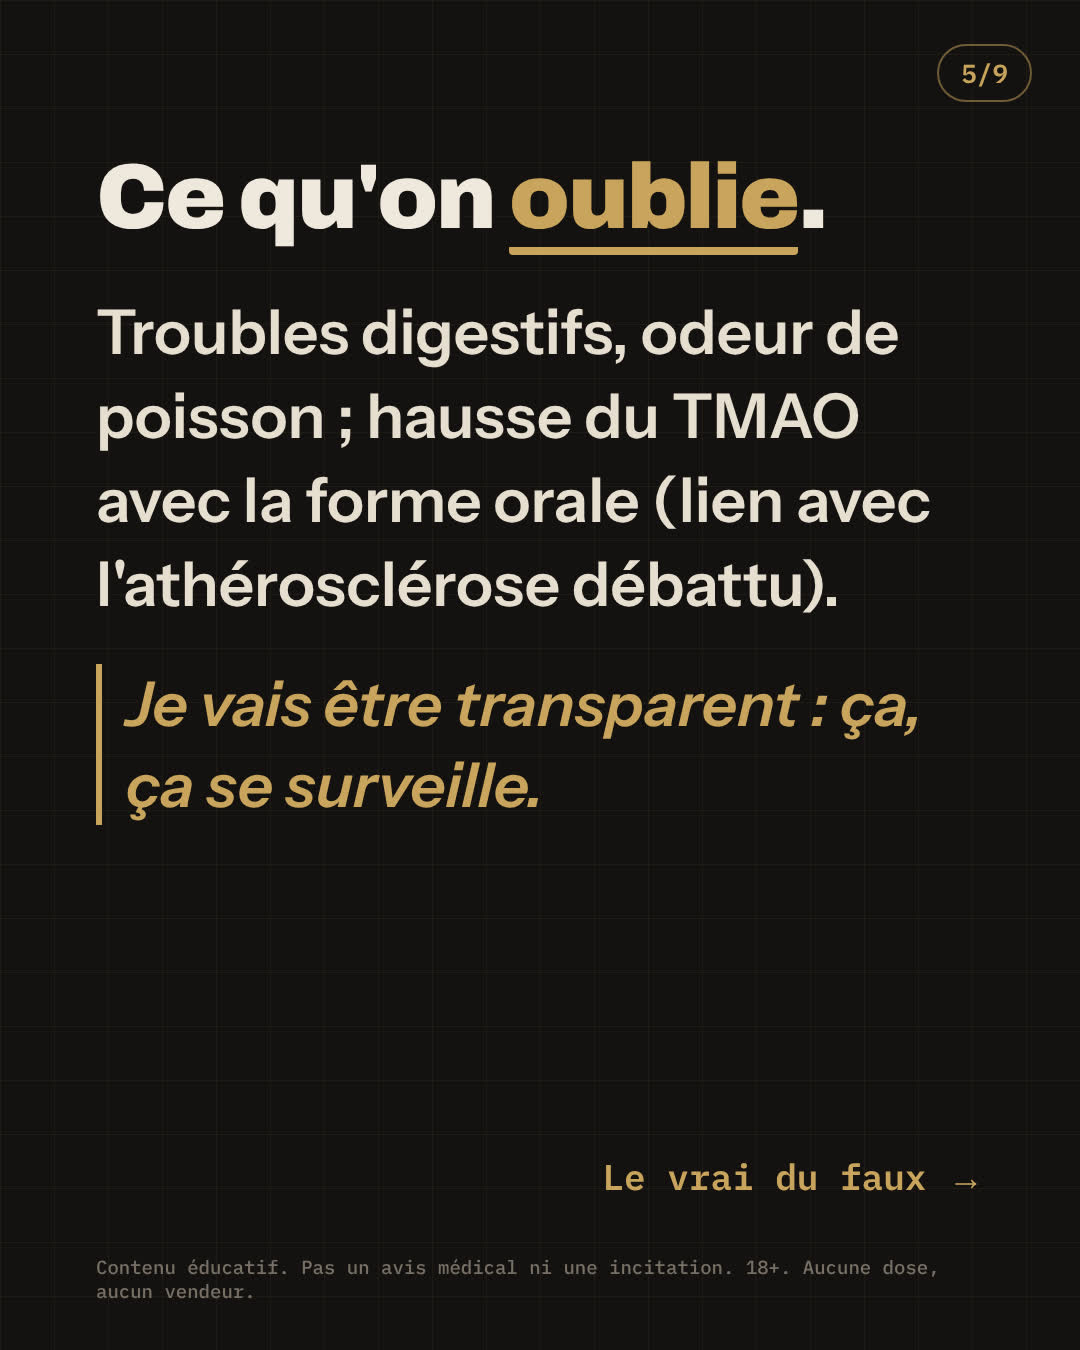 5/9
Ce qu'on oublie.
Troubles digestifs, odeur de
poisson ; hausse du TMAO
avec la forme orale (lien avec
l'athérosclérose débattu).
Je vais être transparent : ça,
ça se surveille.
Le vrai du faux →
Contenu éducatif. Pas un avis médical ni une incitation. 18+. Aucune dose,
aucun vendeur.